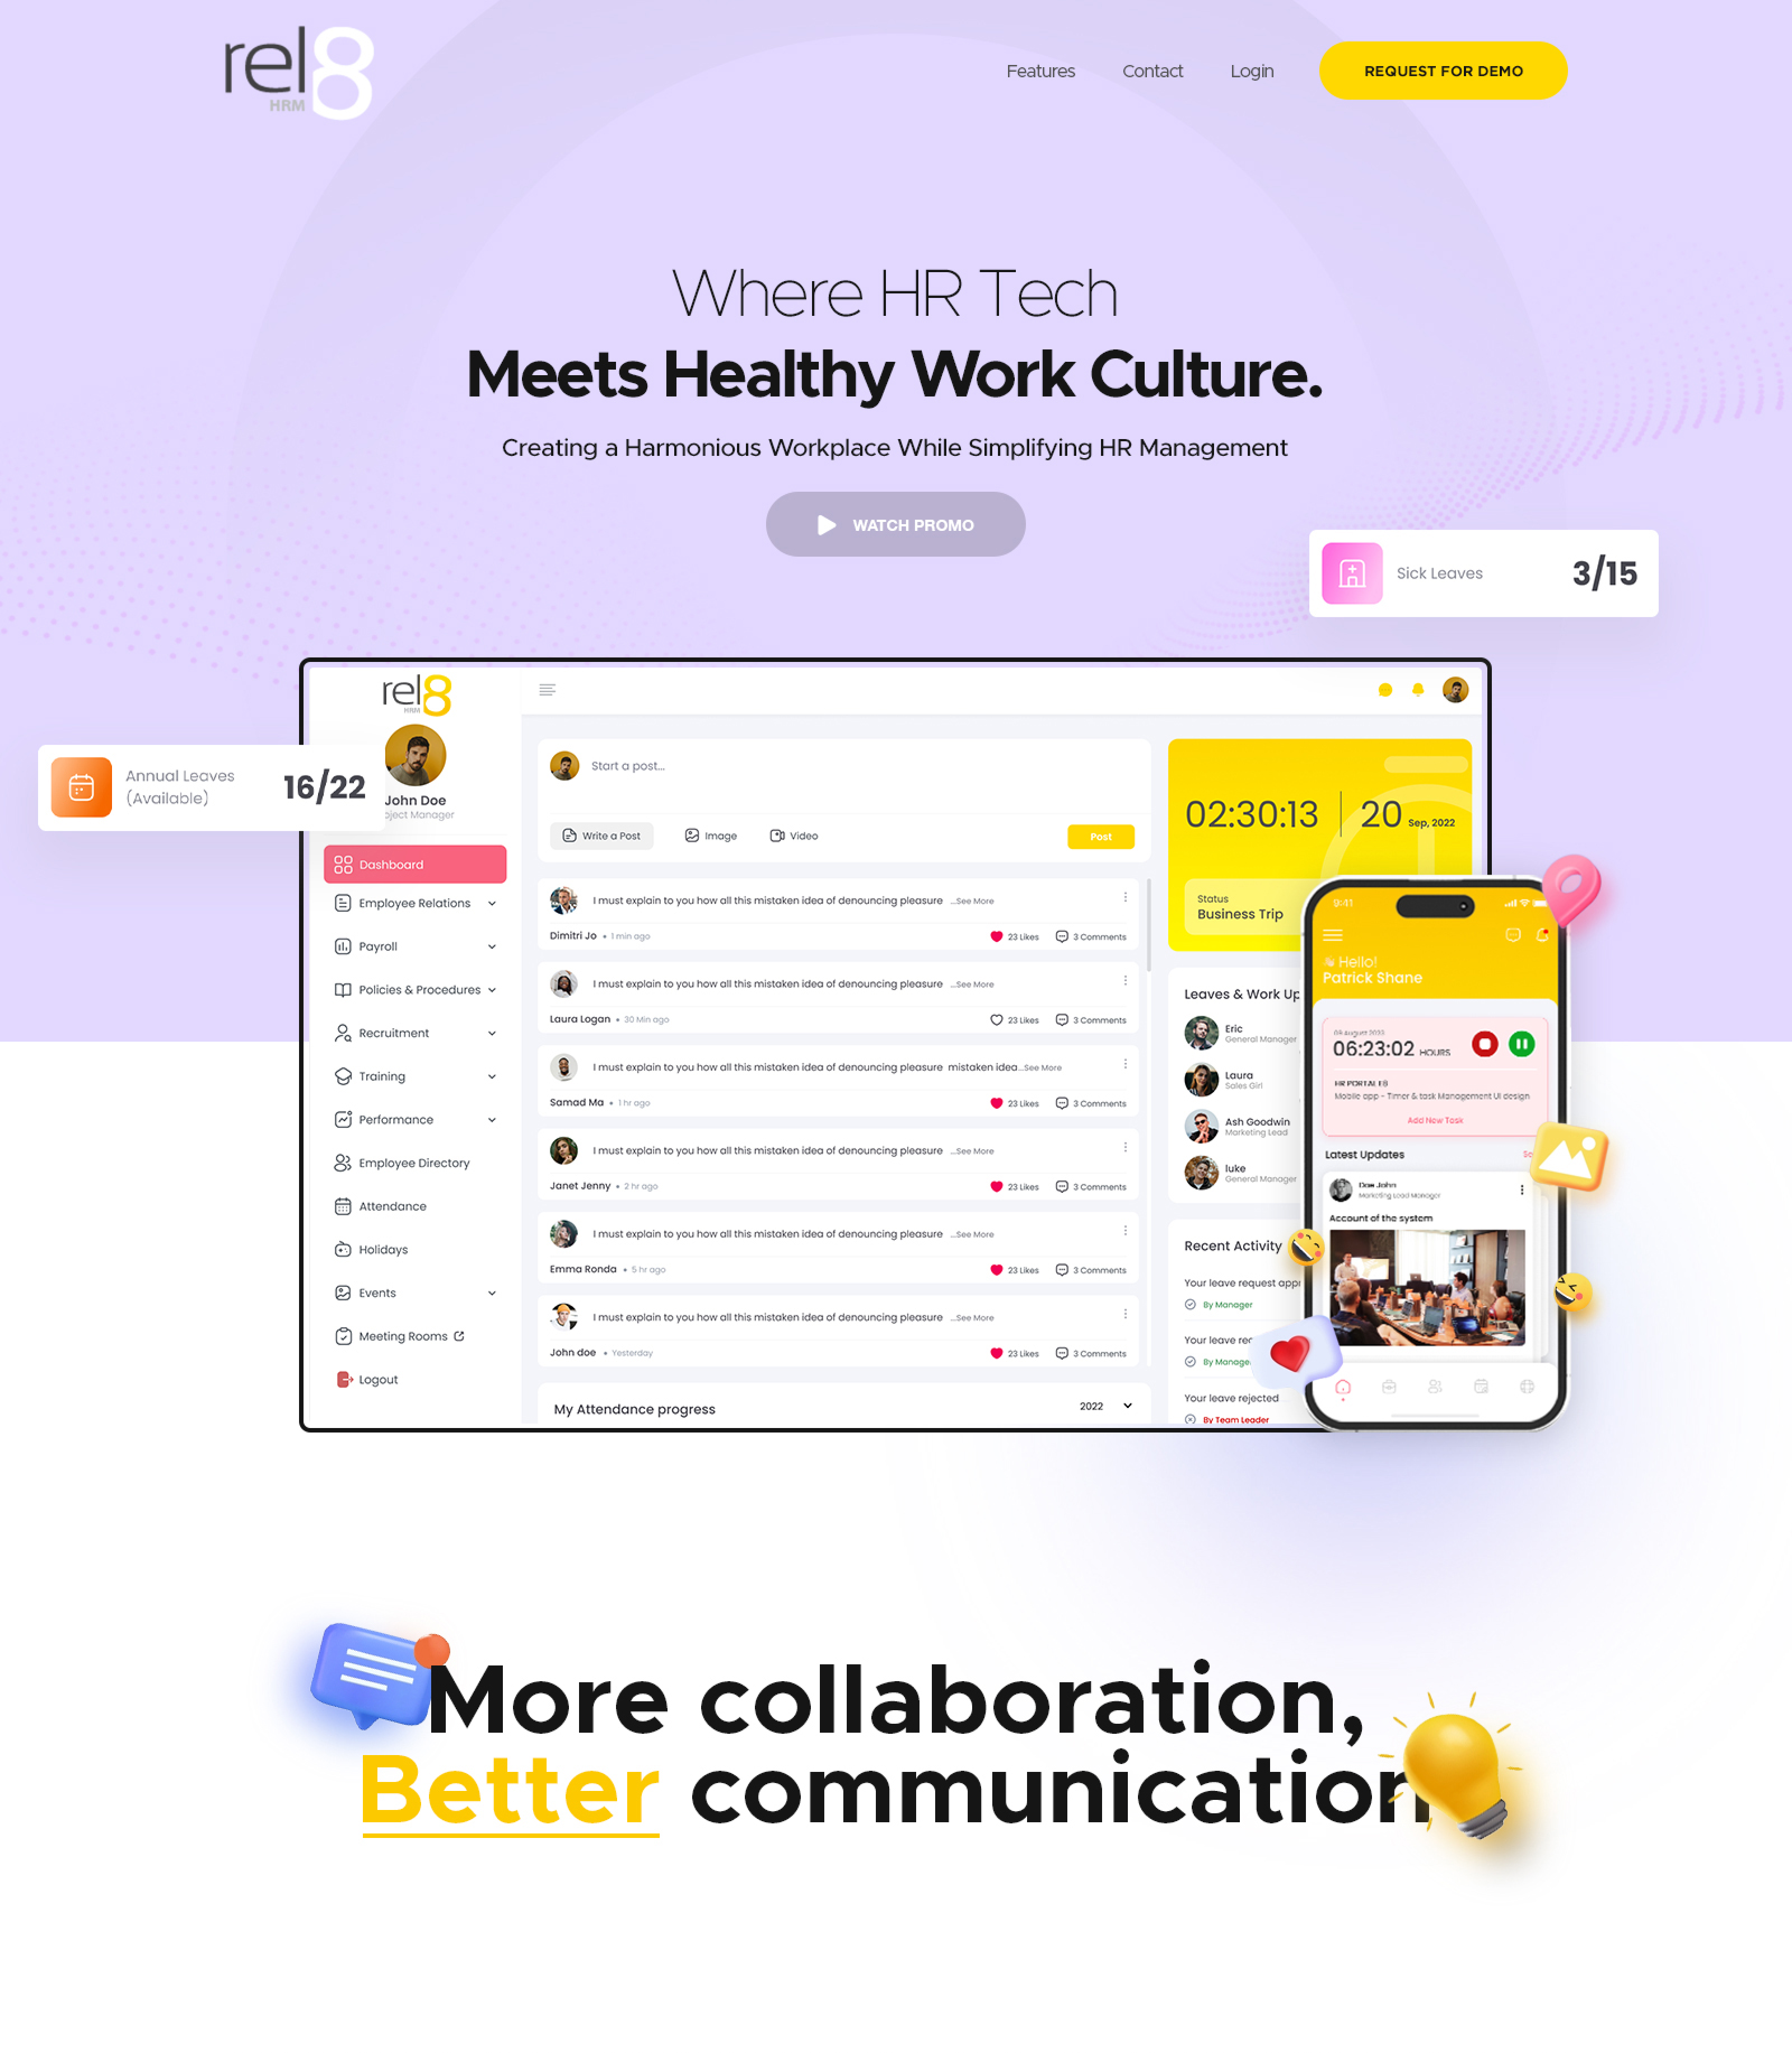 rel8
HRM
Features
Contact
Login
REQUEST FOR DEMO
Where HR Tech
Meets Healthy Work Culture.
Creating a Harmonious Workplace While Simplifying HR Management
WATCH PROMO
Sick Leaves
3/15
Annual Leaves
(Available)
16/22
rel8
HRM
John Doe
oject Manager
Dashboard
Employee Relations
Payroll
Policies & Procedures
Recruitment
Training
Performance
Employee Directory
Attendance
Holidays
Events
Meeting Rooms
Logout
Start a post...
Write a Post
Image
Video
Post
I must explain to you how all this mistaken idea of denouncing pleasure ...See More
Dimitri Jo • 1 min ago
23 Likes
3 Comments
I must explain to you how all this mistaken idea of denouncing pleasure ...See More
Laura Logan • 30 Min ago
23 Likes
3 Comments
I must explain to you how all this mistaken idea of denouncing pleasure mistaken idea...See More
Samad Ma • 1 hr ago
23 Likes
3 Comments
I must explain to you how all this mistaken idea of denouncing pleasure ...See More
Janet Jenny • 2 hr ago
23 Likes
3 Comments
I must explain to you how all this mistaken idea of denouncing pleasure ...See More
Emma Ronda • 5 hr ago
23 Likes
3 Comments
I must explain to you how all this mistaken idea of denouncing pleasure ...See More
John doe • Yesterday
23 Likes
3 Comments
My Attendance progress
2022
02:30:13
20 Sep, 2022
Status
Business Trip
Leaves & Work Up
Eric
General Manager
Laura
Sales Girl
Ash Goodwin
Marketing Lead
luke
General Manager
Recent Activity
Your leave request appr
By Manager
Your leave rec
By Manage
Your leave rejected
By Team Leader
9:41
Hello!
Patrick Shane
August
06:23:02 HOURS
HR PORTAL
Mobile app - Timer & task Management UI design
Add New Task
Latest Updates
Doe John
Marketing Lead Manager
Account of the system
More collaboration,
Better communication